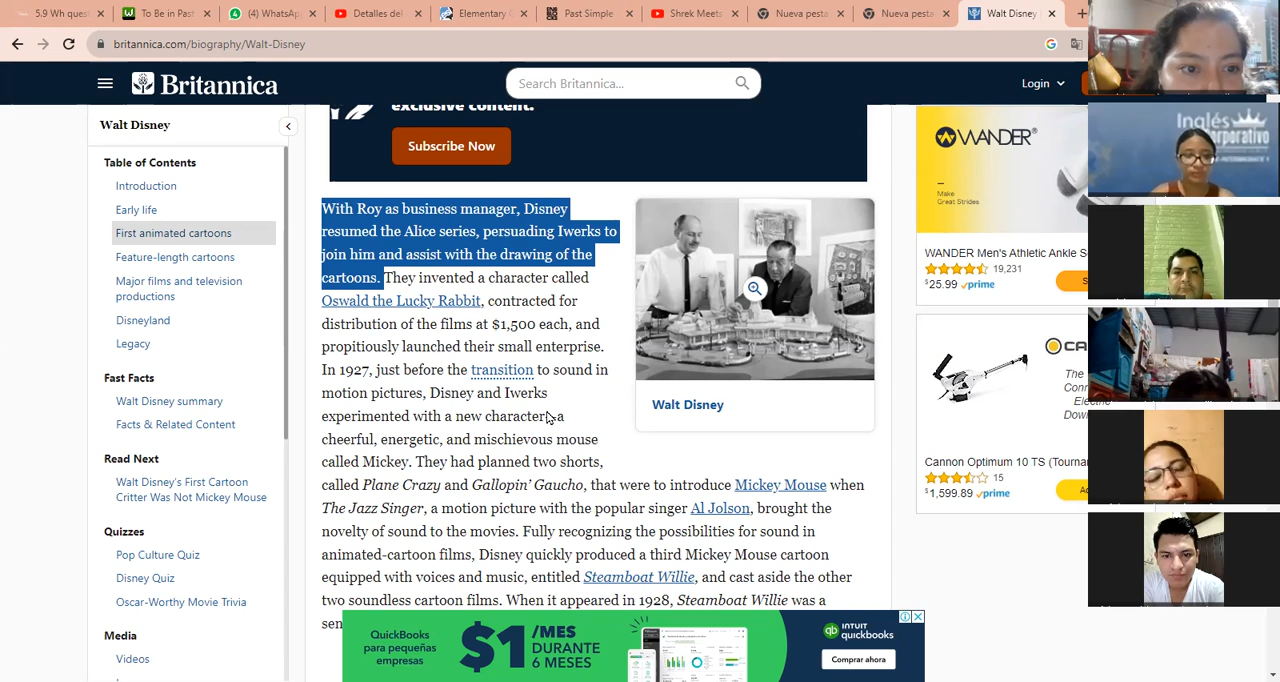 5.9 Wh quest
To Be in Past
(4) WhatsApp
Detalles del
Elementary
Past Simple
Shrek Meets
Nueva pesta
Nueva pesta
Walt Disney
britannica.com/biography/Walt-Disney
Britannica
Search Britannica...
Login
Walt Disney
Table of Contents
Introduction
Early life
First animated cartoons
Feature-length cartoons
Major films and television
productions
Disneyland
Legacy
Fast Facts
Walt Disney summary
Facts & Related Content
Read Next
Walt Disney's First Cartoon
Critter Was Not Mickey Mouse
Quizzes
Pop Culture Quiz
Disney Quiz
Oscar-Worthy Movie Trivia
Media
Videos
exclusive content.
Subscribe Now
With Roy as business manager, Disney
resumed the Alice series, persuading Iwerks to
join him and assist with the drawing of the
cartoons. They invented a character called
Oswald the Lucky Rabbit, contracted for
distribution of the films at $1,500 each, and
propitiously launched their small enterprise.
In 1927, just before the transition to sound in
motion pictures, Disney and Iwerks
experimented with a new character—a
cheerful, energetic, and mischievous mouse
called Mickey. They had planned two shorts,
called Plane Crazy and Gallopin' Gaucho, that were to introduce Mickey Mouse when
The Jazz Singer, a motion picture with the popular singer Al Jolson, brought the
novelty of sound to the movies. Fully recognizing the possibilities for sound in
animated-cartoon films, Disney quickly produced a third Mickey Mouse cartoon
equipped with voices and music, entitled Steamboat Willie, and cast aside the other
two soundless cartoon films. When it appeared in 1928, Steamboat Willie was a
sen
Walt Disney
WANDER®
Make
Great Strides
WANDER Men's Athletic Ankle S
19,231
$25.99 prime
CA
The
Conn
Electric
Dow
Cannon Optimum 10 TS (Tournam
15
$1,599.89 prime
QuickBooks
para pequeñas
empresas
$1 /MES
DURANTE
6 MESES
INTUIT
quickbooks
Comprar ahora
Inglés
Corporativo